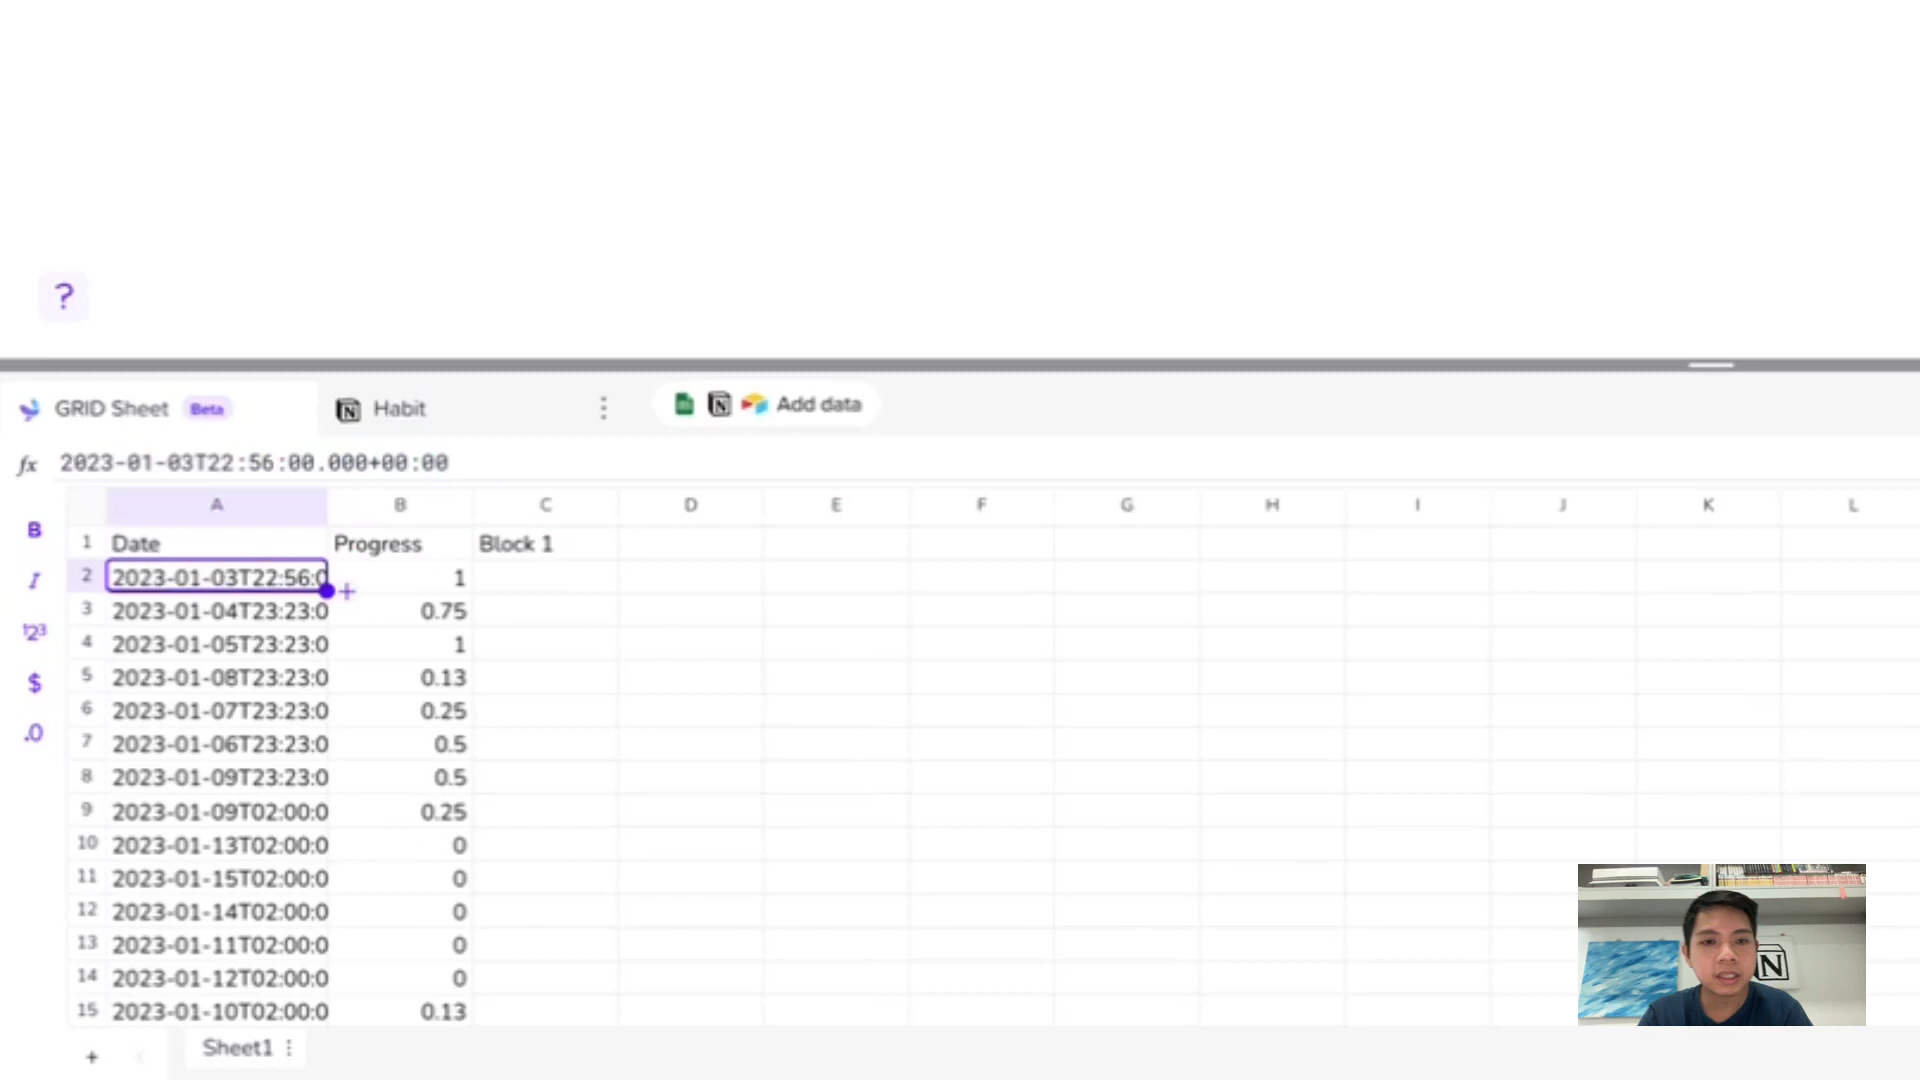 ?
GRID Sheet Beta Habit Add data
fx 2023-01-03T22:56:00.000+00:00
A B C D E F G H I J K L
B
I
123
$
.0
1 Date Progress Block 1
2 2023-01-03T22:56:0 1
3 2023-01-04T23:23:0 0.75
4 2023-01-05T23:23:0 1
5 2023-01-08T23:23:0 0.13
6 2023-01-07T23:23:0 0.25
7 2023-01-06T23:23:0 0.5
8 2023-01-09T23:23:0 0.5
9 2023-01-09T02:00:0 0.25
10 2023-01-13T02:00:0 0
11 2023-01-15T02:00:0 0
12 2023-01-14T02:00:0 0
13 2023-01-11T02:00:0 0
14 2023-01-12T02:00:0 0
15 2023-01-10T02:00:0 0.13
+ Sheet1
N